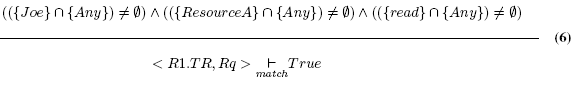 (({Joe} ∩ {Any}) ≠ ∅) ∧ (({ResourceA} ∩ {Any}) ≠ ∅) ∧ (({read} ∩ {Any}) ≠ ∅)
(6)
< R1.TR, Rq > ⊢ match True